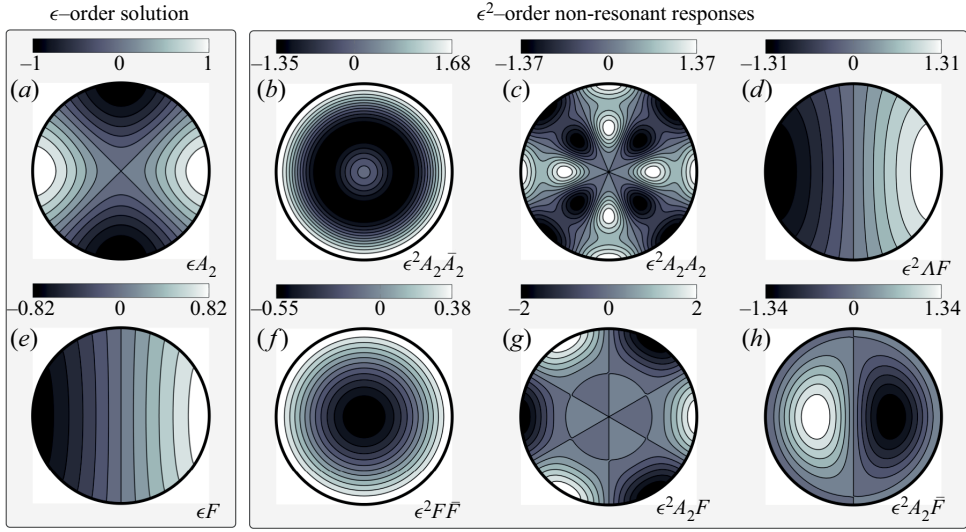 ϵ–order solution
ϵ²–order non-resonant responses
−1 0 1
−1.35 0 1.68
−1.37 0 1.37
−1.31 0 1.31
(a)
(b)
(c)
(d)
ϵA₂
ϵ²A₂Ā₂
ϵ²A₂A₂
ϵ²ΛF
−0.82 0 0.82
−0.55 0 0.38
−2 0 2
−1.34 0 1.34
(e)
(f)
(g)
(h)
ϵF
ϵ²FF̄
ϵ²A₂F
ϵ²A₂F̄